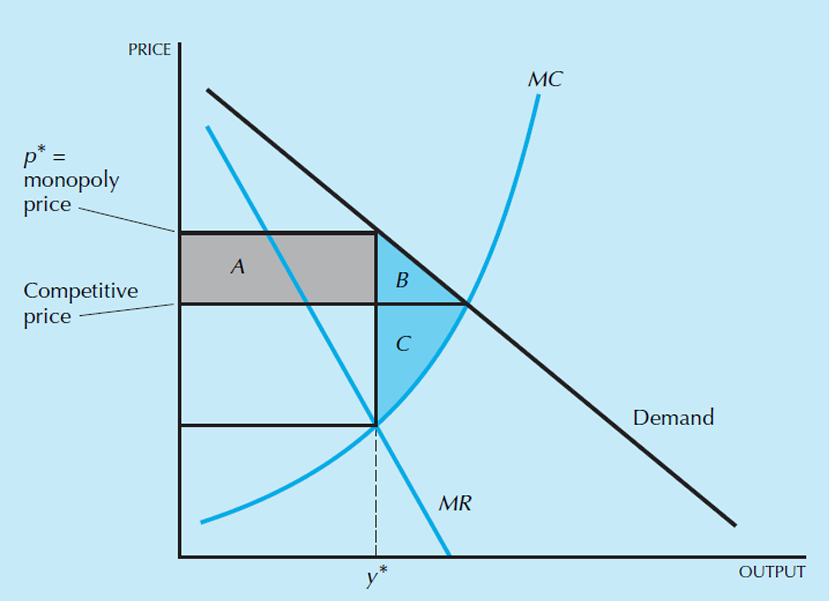 PRICE
MC
p* =
monopoly
price
A
B
Competitive
price
C
Demand
MR
y*
OUTPUT